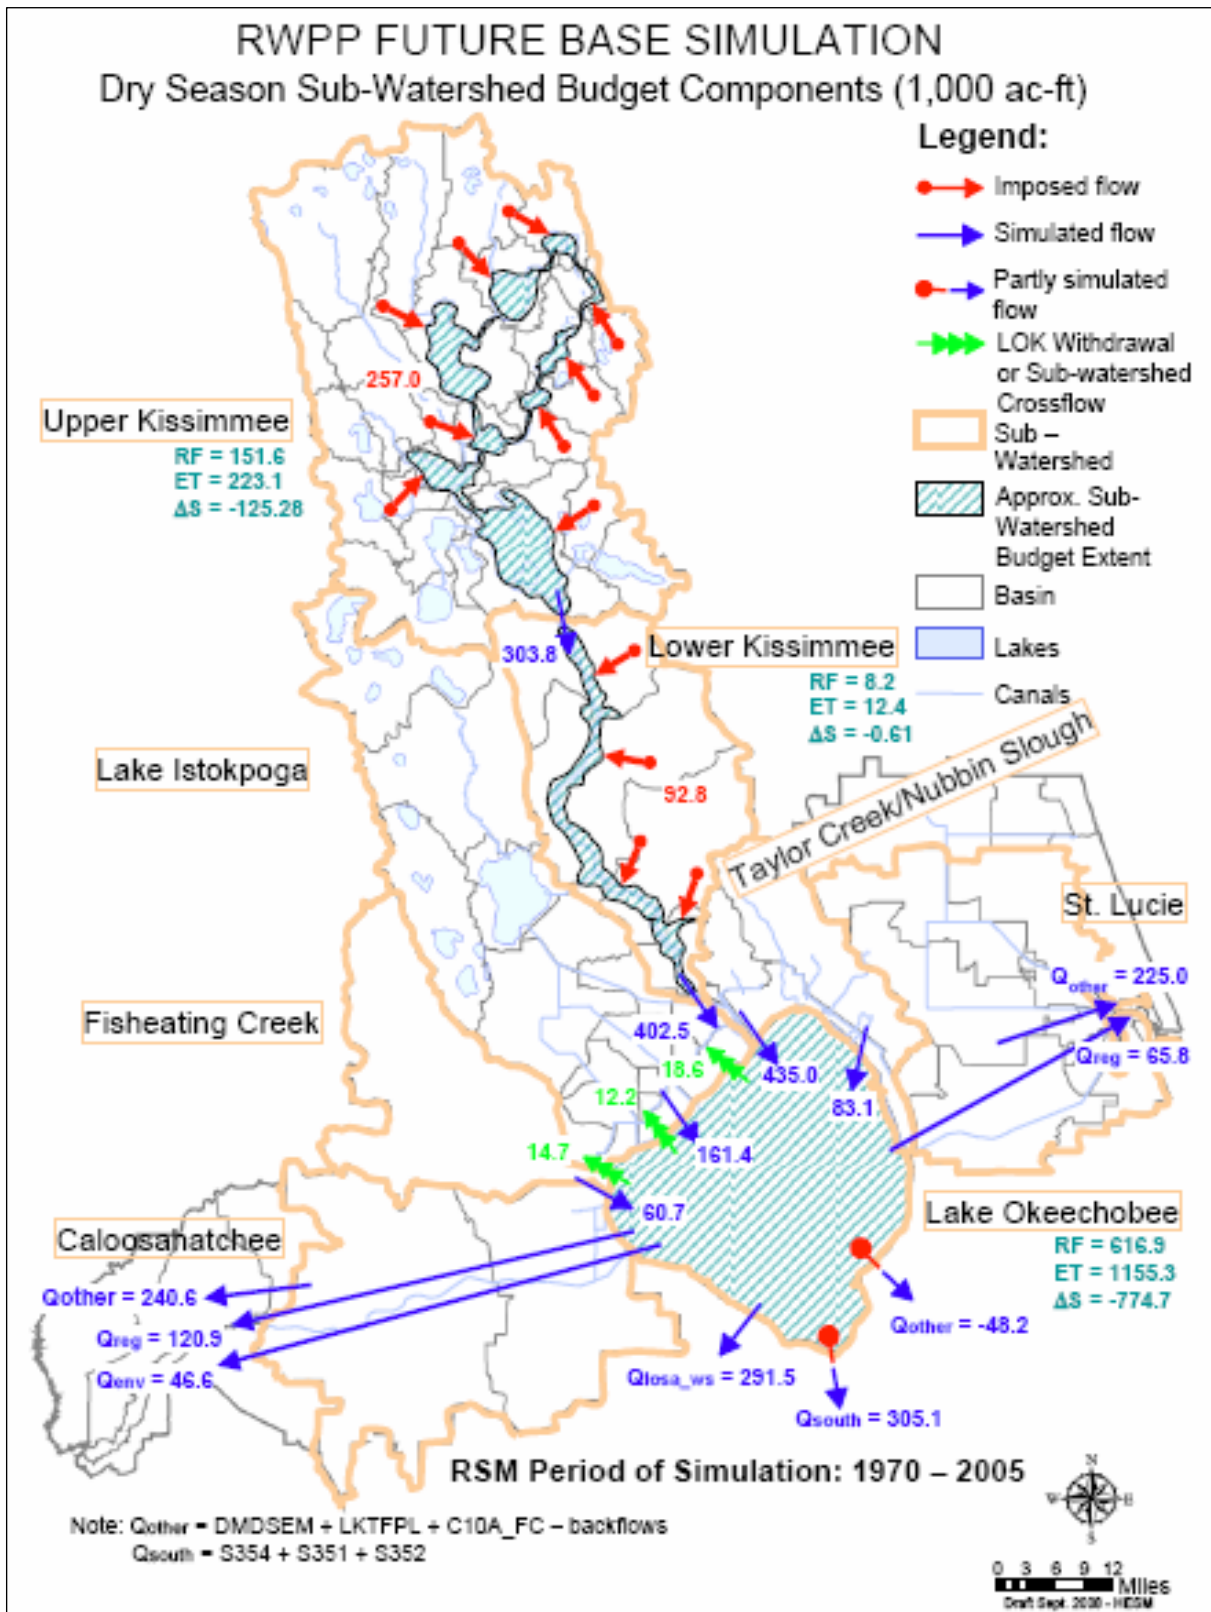 RWPP FUTURE BASE SIMULATION
Dry Season Sub-Watershed Budget Components (1,000 ac-ft)
Legend:
Imposed flow
Simulated flow
Partly simulated
flow
LOK Withdrawal
or Sub-watershed
Crossflow
Sub –
Watershed
Approx. Sub-
Watershed
Budget Extent
Basin
Lakes
Canals
257.0
Upper Kissimmee
RF = 151.6
ET = 223.1
ΔS = -125.28
303.8
Lower Kissimmee
RF = 8.2
ET = 12.4
ΔS = -0.61
Lake Istokpoga
92.8
Taylor Creek/Nubbin Slough
St. Lucie
Qother = 225.0
Qreg = 65.8
Fisheating Creek
402.5
18.6
435.0
83.1
12.2
161.4
14.7
60.7
Lake Okeechobee
RF = 616.9
ET = 1155.3
ΔS = -774.7
Caloosahatchee
Qother = 240.6
Qreg = 120.9
Qenv = 46.6
Qother = -48.2
Qlosa_ws = 291.5
Qsouth = 305.1
RSM Period of Simulation: 1970 – 2005
Note: Qother = DMDSEM + LKTFPL + C10A_FC – backflows
Qsouth = S354 + S351 + S352
N
W E
S
0 3 6 9 12
Miles
Draft Sept. 2008 - HESM